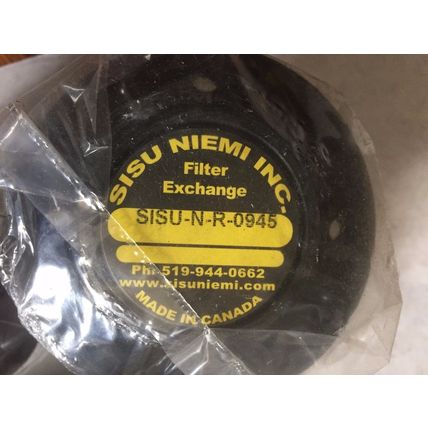 SISU NIEMI INC.
Filter
Exchange
SISU-N-R-0945
Ph: 519-944-0662
www.sisuniemi.com
MADE IN CANADA